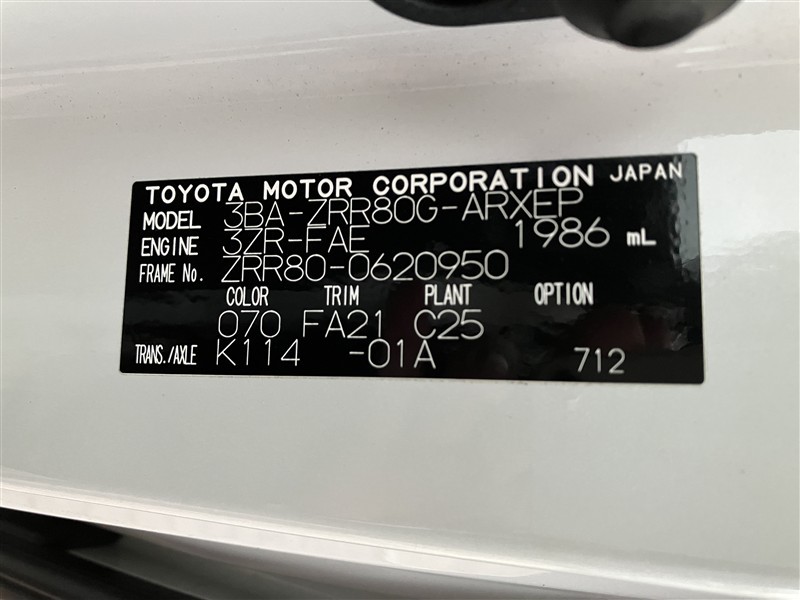 TOYOTA MOTOR CORPORATION JAPAN
MODEL 3BA-ZRR80G-ARXEP
ENGINE 3ZR-FAE 1986 mL
FRAME No. ZRR80-0620950
COLOR TRIM PLANT OPTION
070 FA21 C25
TRANS./AXLE K114 -01A 712